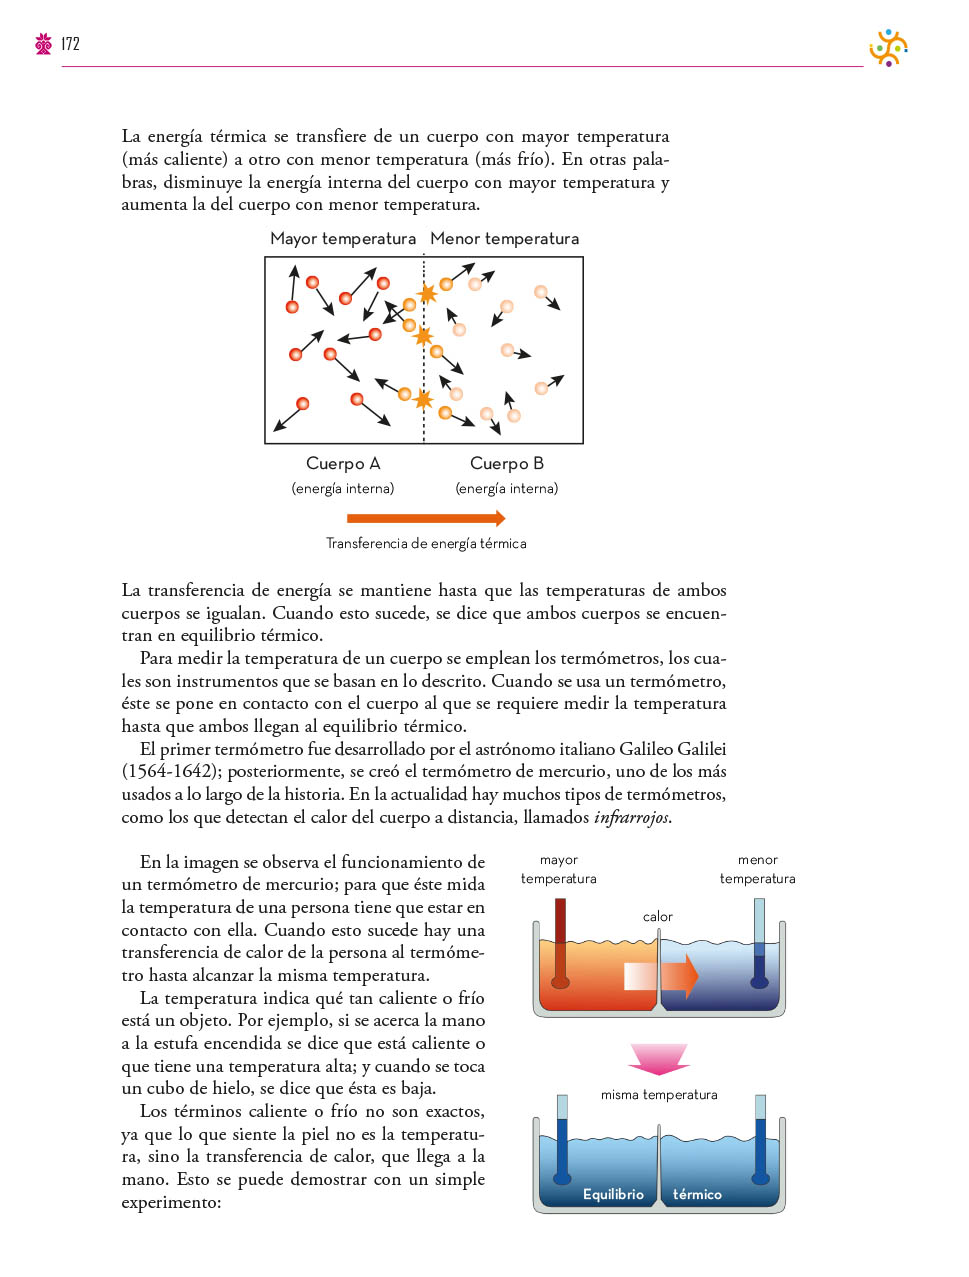 172
La energía térmica se transfiere de un cuerpo con mayor temperatura
(más caliente) a otro con menor temperatura (más frío). En otras pala-
bras, disminuye la energía interna del cuerpo con mayor temperatura y
aumenta la del cuerpo con menor temperatura.
Mayor temperatura Menor temperatura
Cuerpo A Cuerpo B
(energía interna) (energía interna)
Transferencia de energía térmica
La transferencia de energía se mantiene hasta que las temperaturas de ambos
cuerpos se igualan. Cuando esto sucede, se dice que ambos cuerpos se encuen-
tran en equilibrio térmico.
Para medir la temperatura de un cuerpo se emplean los termómetros, los cua-
les son instrumentos que se basan en lo descrito. Cuando se usa un termómetro,
éste se pone en contacto con el cuerpo al que se requiere medir la temperatura
hasta que ambos llegan al equilibrio térmico.
El primer termómetro fue desarrollado por el astrónomo italiano Galileo Galilei
(1564-1642); posteriormente, se creó el termómetro de mercurio, uno de los más
usados a lo largo de la historia. En la actualidad hay muchos tipos de termómetros,
como los que detectan el calor del cuerpo a distancia, llamados infrarrojos.
En la imagen se observa el funcionamiento de
un termómetro de mercurio; para que éste mida
la temperatura de una persona tiene que estar en
contacto con ella. Cuando esto sucede hay una
transferencia de calor de la persona al termóme-
tro hasta alcanzar la misma temperatura.
La temperatura indica qué tan caliente o frío
está un objeto. Por ejemplo, si se acerca la mano
a la estufa encendida se dice que está caliente o
que tiene una temperatura alta; y cuando se toca
un cubo de hielo, se dice que ésta es baja.
Los términos caliente o frío no son exactos,
ya que lo que siente la piel no es la temperatu-
ra, sino la transferencia de calor, que llega a la
mano. Esto se puede demostrar con un simple
experimento:
mayor
temperatura
menor
temperatura
calor
misma temperatura
Equilibrio térmico